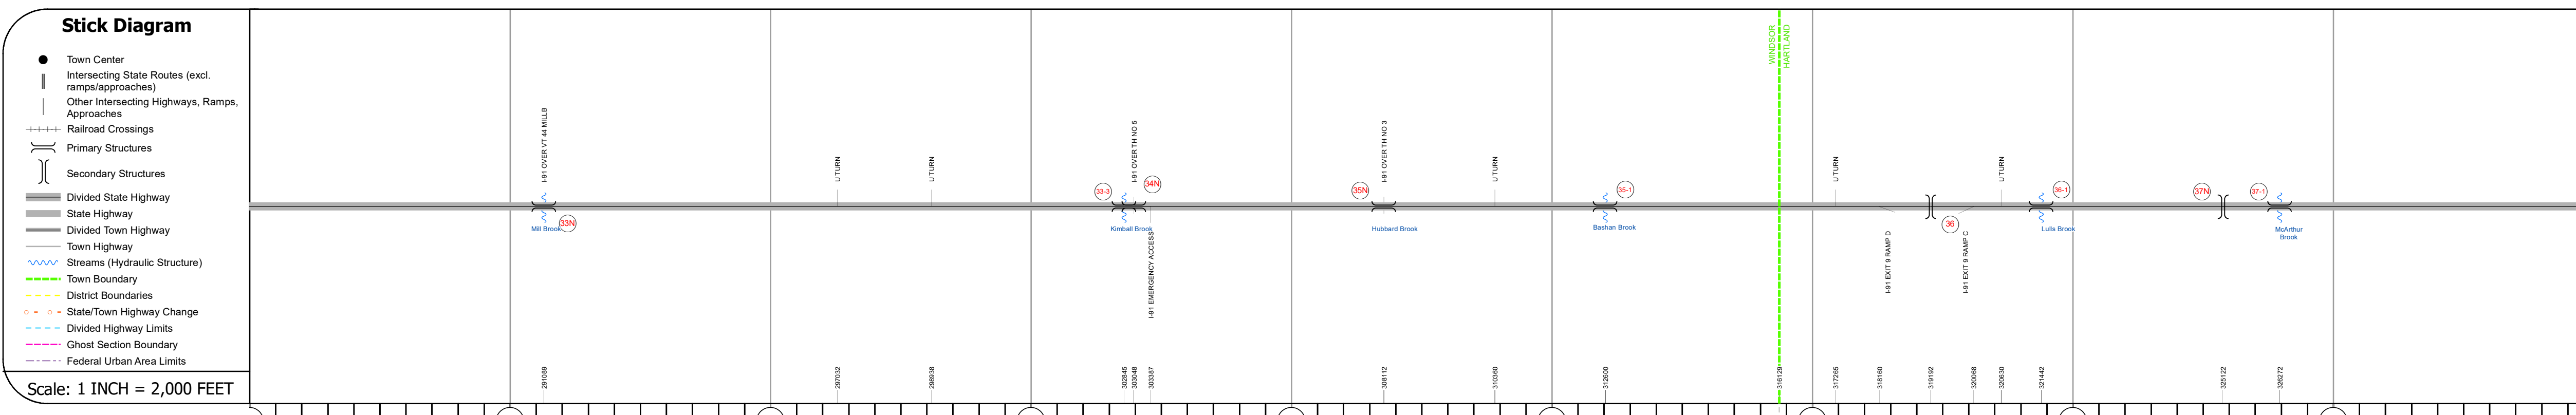 Stick Diagram
Town Center
Intersecting State Routes (excl.
ramps/approaches)
Other Intersecting Highways, Ramps,
Approaches
Railroad Crossings
Primary Structures
Secondary Structures
Divided State Highway
State Highway
Divided Town Highway
Town Highway
Streams (Hydraulic Structure)
Town Boundary
District Boundaries
State/Town Highway Change
Divided Highway Limits
Ghost Section Boundary
Federal Urban Area Limits
Scale: 1 INCH = 2,000 FEET
I-91 OVER VT 44 MILLB
33N
Mill Brook
291089
U TURN
297032
U TURN
298938
33-3
I-91 OVER TH NO 5
34N
Kimball Brook
I-91 EMERGENCY ACCESS
302845
303048
303387
35N
I-91 OVER TH NO 3
Hubbard Brook
308112
U TURN
310360
35-1
Bashan Brook
312600
WINDSOR
HARTLAND
316129
U TURN
317265
I-91 EXIT 9 RAMP D
318160
36
319192
I-91 EXIT 9 RAMP C
320068
U TURN
320630
36-1
Lulls Brook
321442
37N
325122
37-1
McArthur
Brook
326272